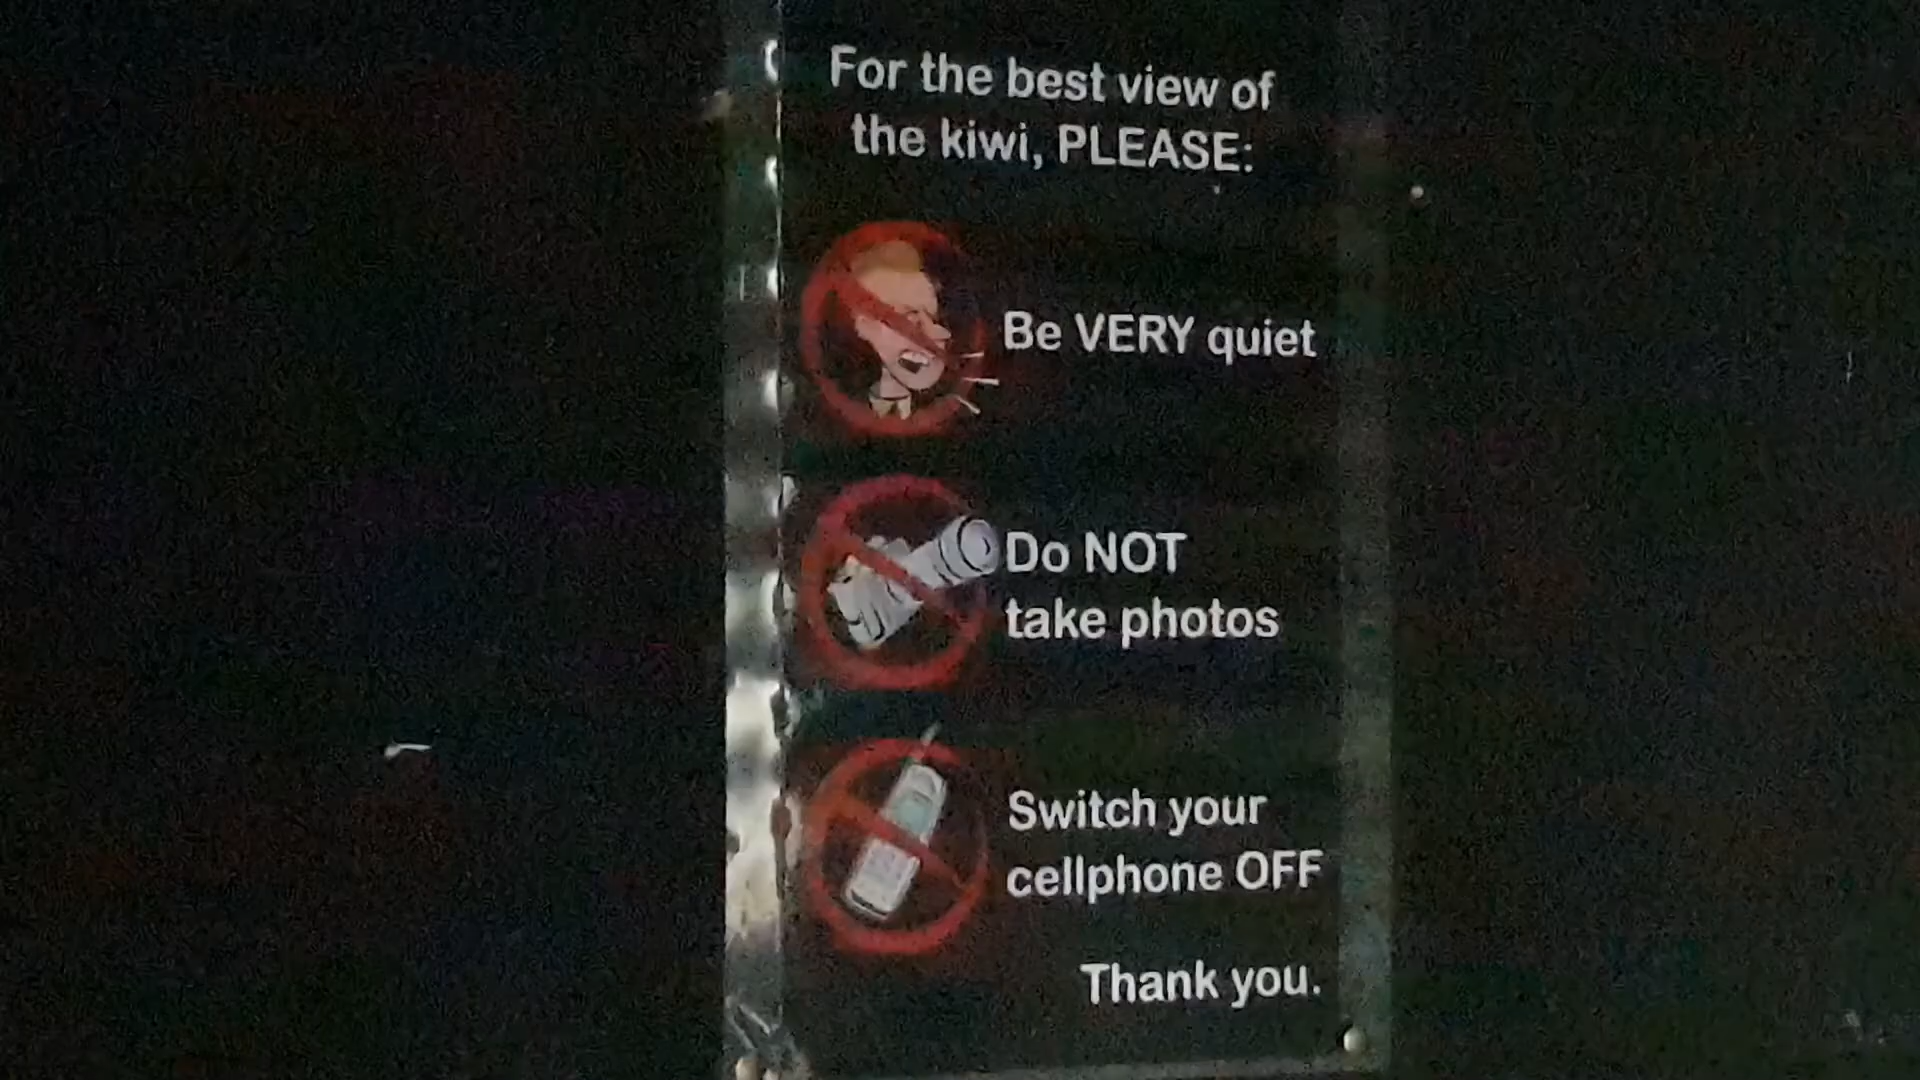 For the best view of
the kiwi, PLEASE:
Be VERY quiet
Do NOT
take photos
Switch your
cellphone OFF
Thank you.